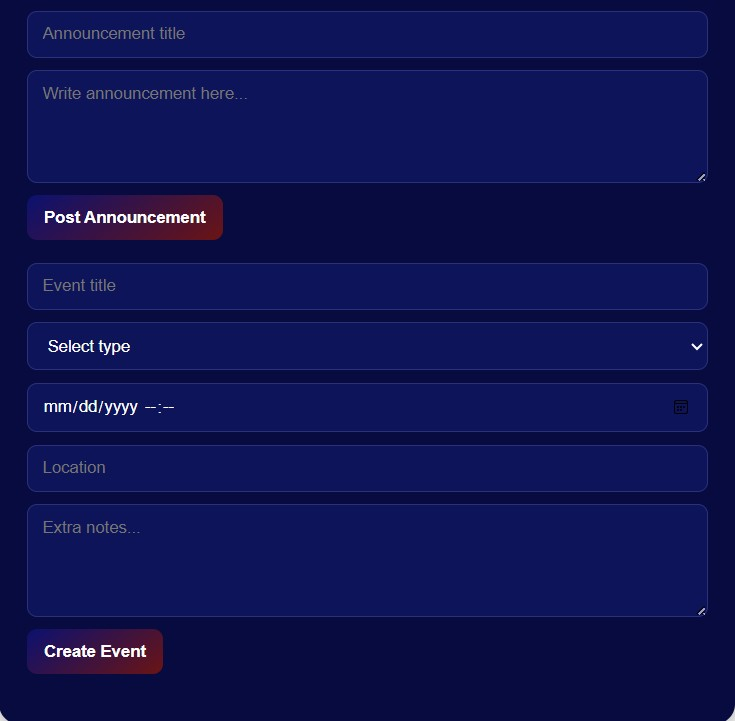 Announcement title
Write announcement here...
Post Announcement
Event title
Select type
mm/dd/yyyy --:--
Location
Extra notes...
Create Event